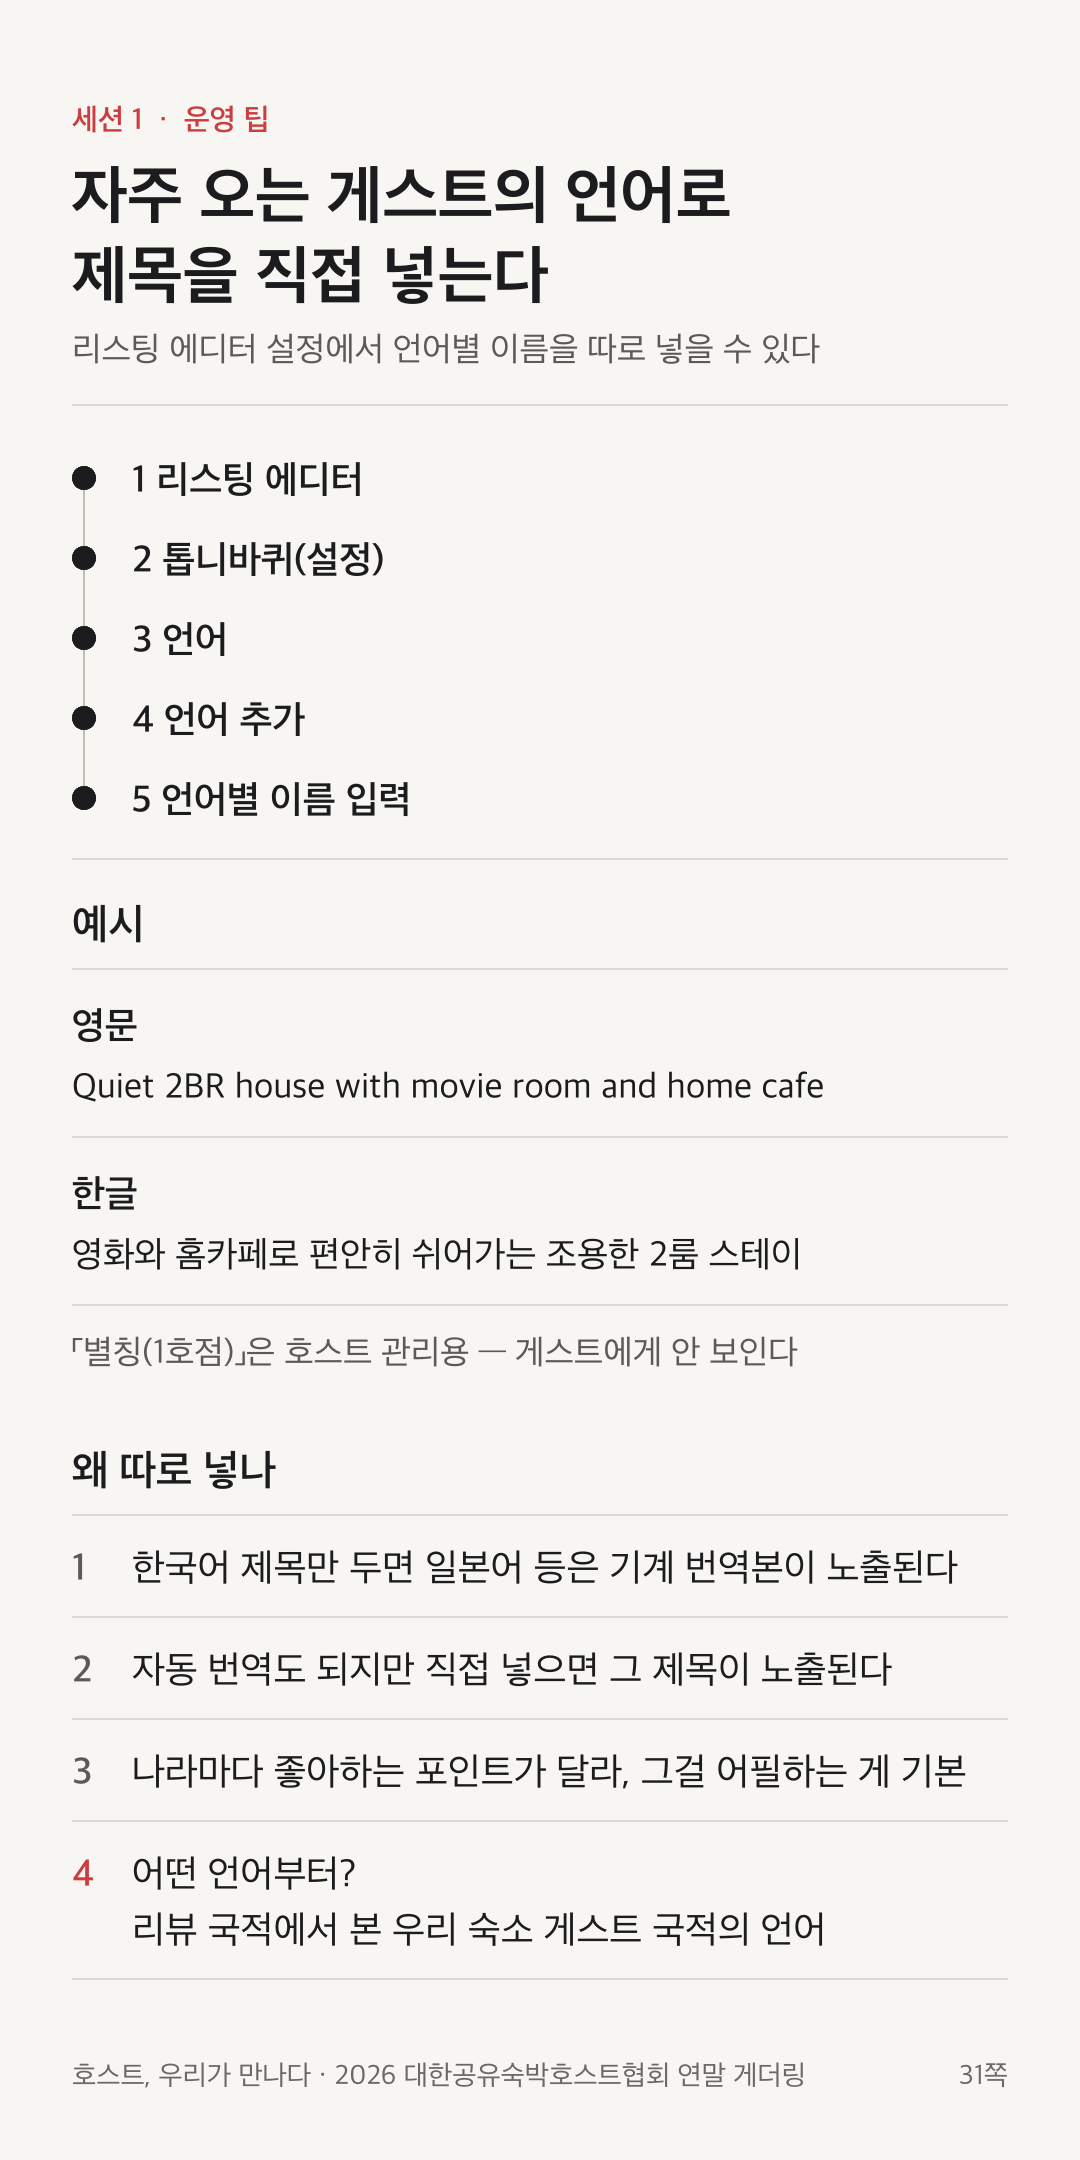 세션 1 · 운영 팁
자주 오는 게스트의 언어로
제목을 직접 넣는다
리스팅 에디터 설정에서 언어별 이름을 따로 넣을 수 있다
1 리스팅 에디터
2 톱니바퀴(설정)
3 언어
4 언어 추가
5 언어별 이름 입력
예시
영문
Quiet 2BR house with movie room and home cafe
한글
영화와 홈카페로 편안히 쉬어가는 조용한 2룸 스테이
「별칭(1호점)」은 호스트 관리용 — 게스트에게 안 보인다
왜 따로 넣나
1 한국어 제목만 두면 일본어 등은 기계 번역본이 노출된다
2 자동 번역도 되지만 직접 넣으면 그 제목이 노출된다
3 나라마다 좋아하는 포인트가 달라, 그걸 어필하는 게 기본
4 어떤 언어부터?
리뷰 국적에서 본 우리 숙소 게스트 국적의 언어
호스트, 우리가 만나다 · 2026 대한공유숙박호스트협회 연말 게더링 31쪽